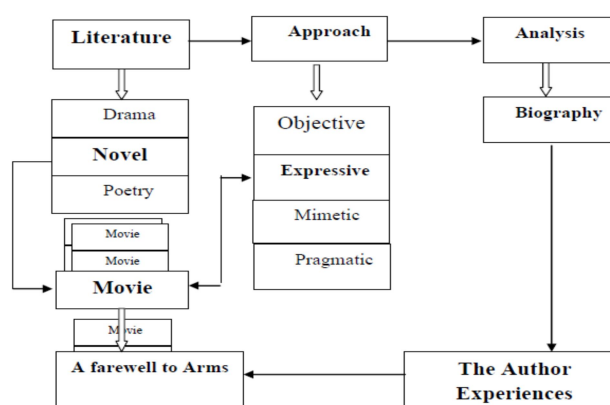 Literature
Approach
Analysis
Drama
Novel
Poetry
Objective
Expressive
Mimetic
Pragmatic
Biography
Movie
Movie
Movie
Movie
A farewell to Arms
The Author
Experiences